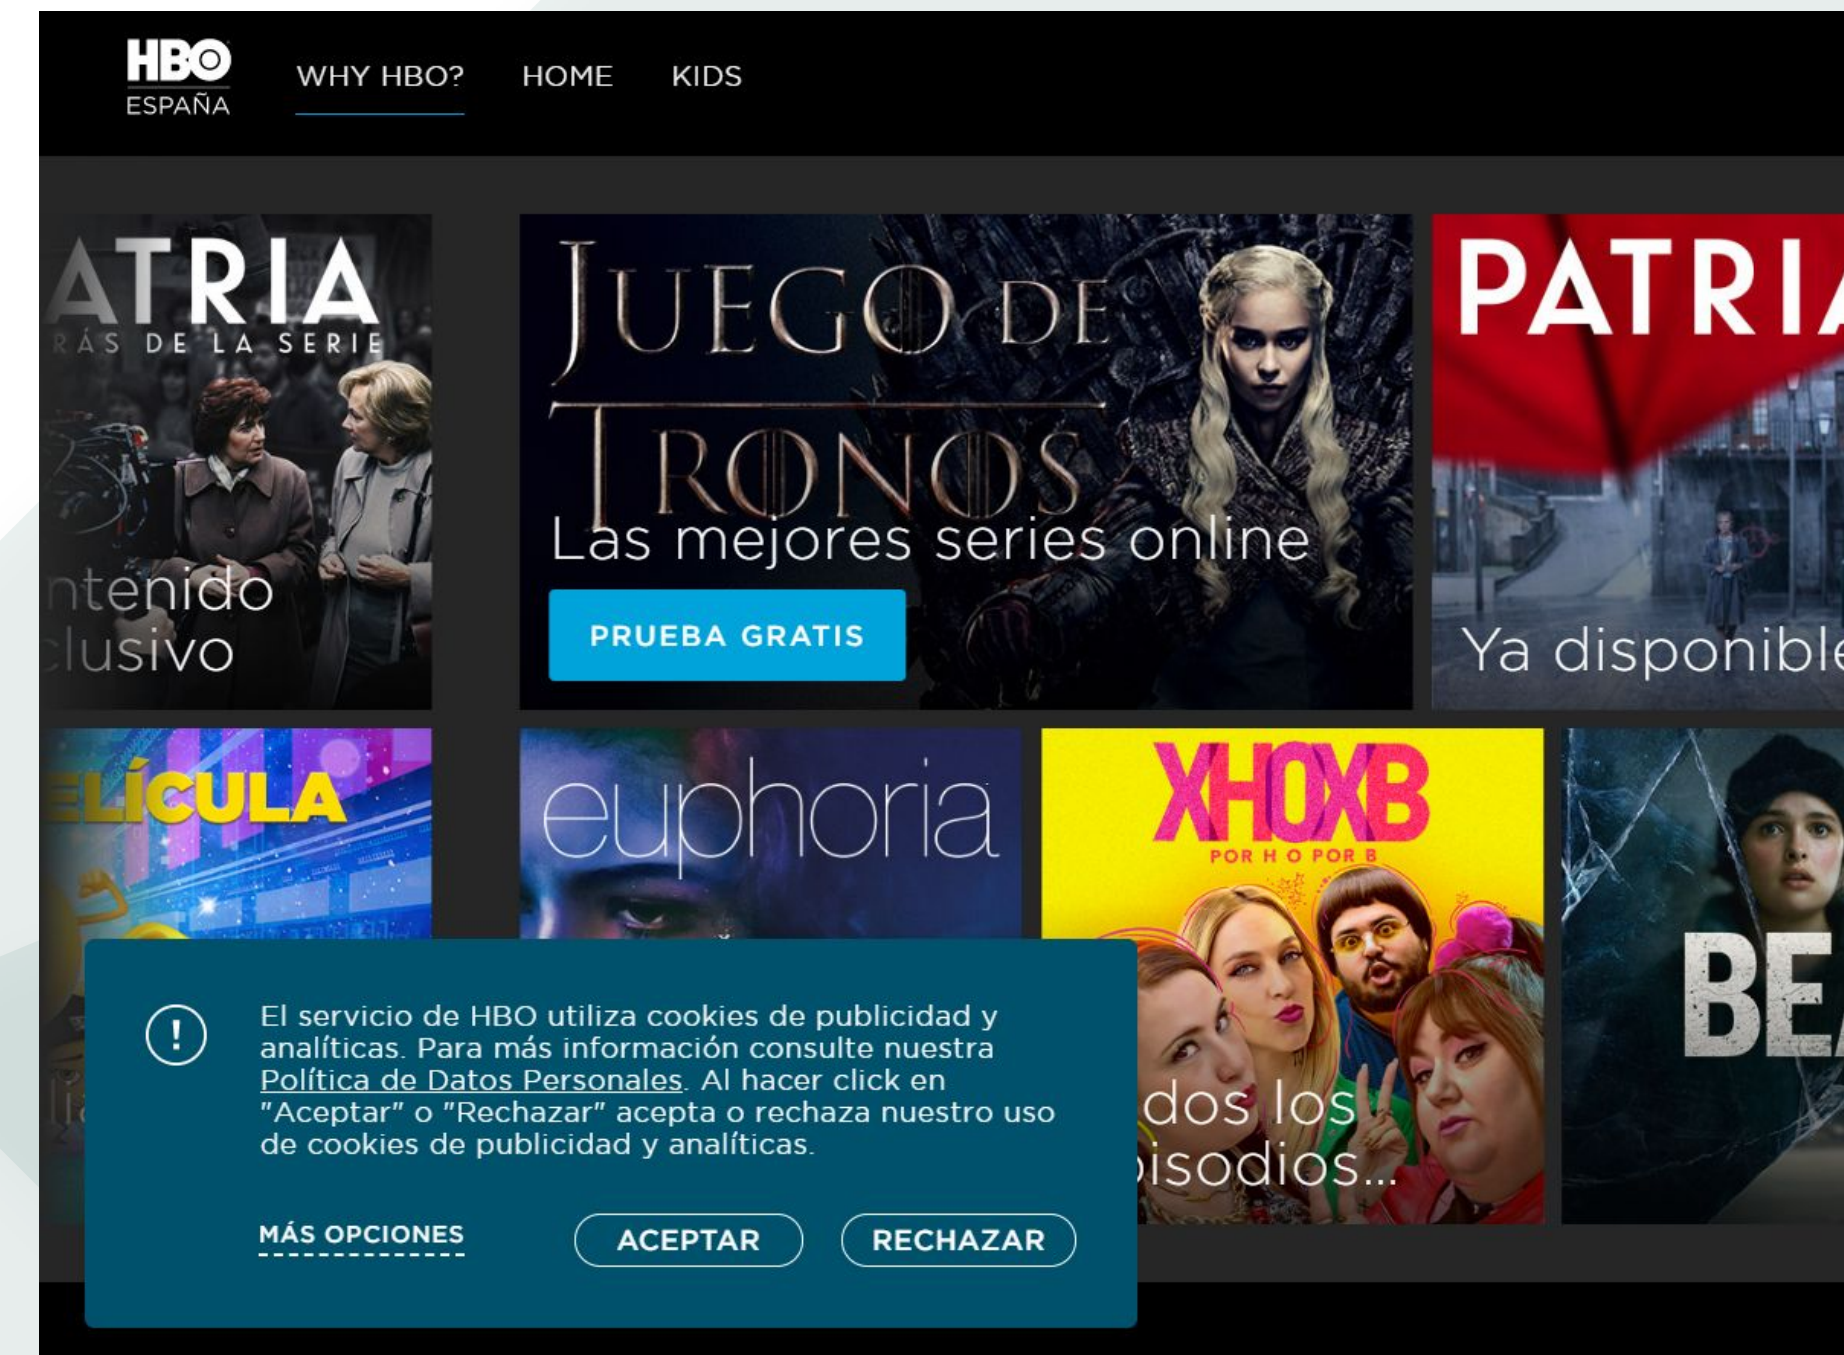 HBO
ESPAÑA
WHY HBO?
HOME
KIDS
ATRIA
RÁS DE LA SERIE
ntenido
clusivo
JUEGO DE
TRONOS
Las mejores series online
PRUEBA GRATIS
PATRIA
Ya disponible
ELÍCULA
euphoria
XHOXB
POR H O POR B
dos los
isodios...
BEA
El servicio de HBO utiliza cookies de publicidad y
analíticas. Para más información consulte nuestra
Política de Datos Personales. Al hacer click en
"Aceptar" o "Rechazar" acepta o rechaza nuestro uso
de cookies de publicidad y analíticas.
MÁS OPCIONES
ACEPTAR
RECHAZAR